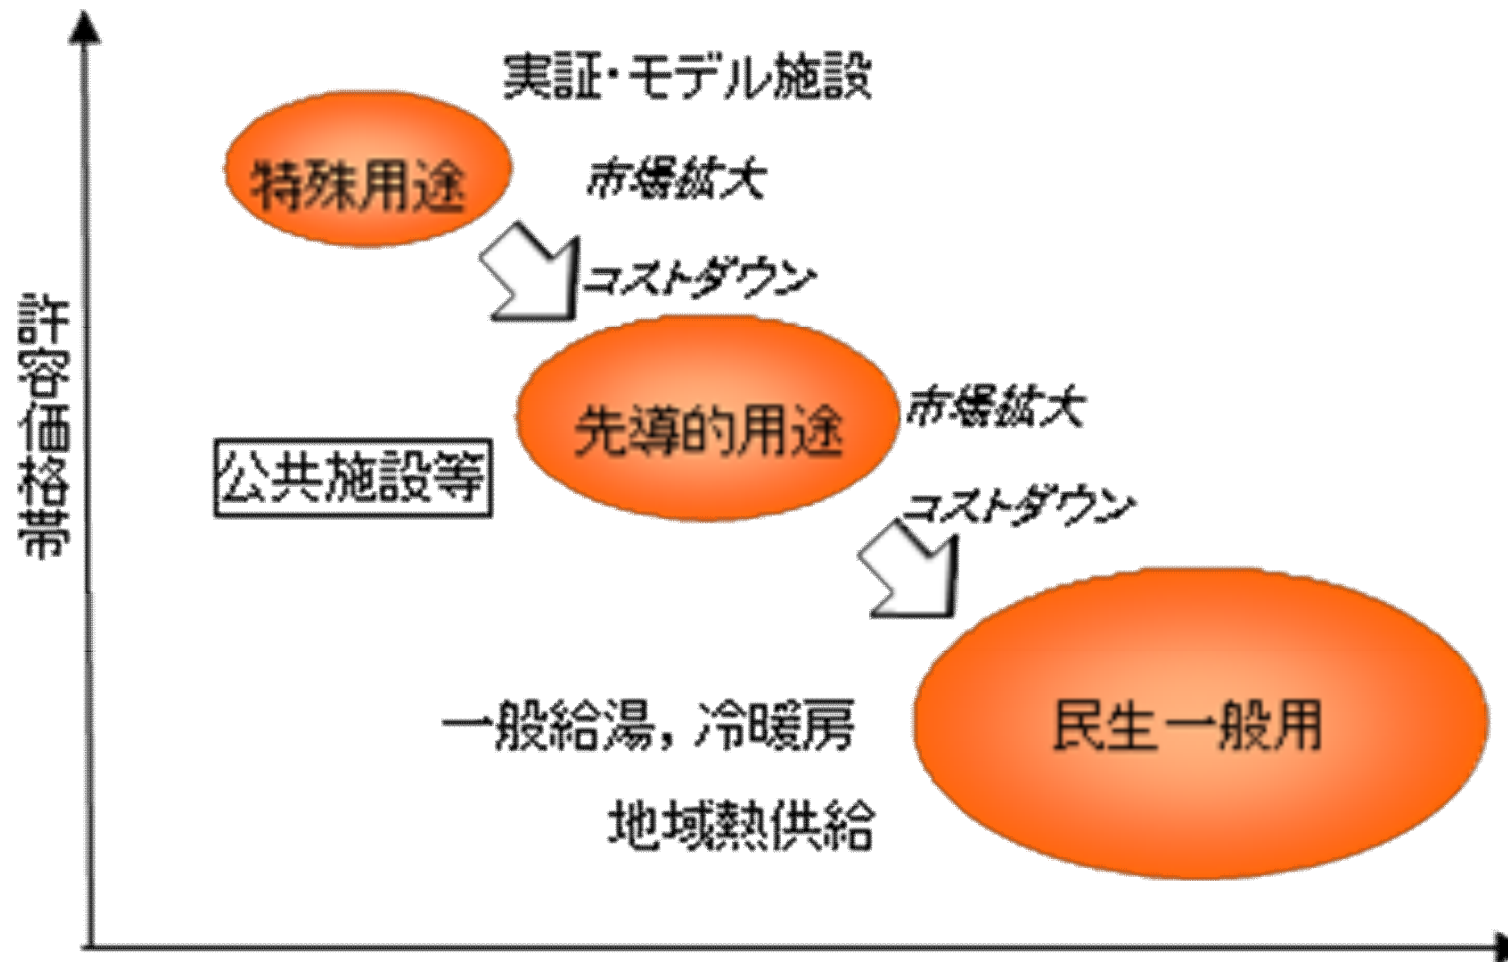 実証・モデル施設
特殊用途
市場拡大
コストダウン
許容価格帯
先導的用途
市場拡大
公共施設等
コストダウン
一般給湯，冷暖房
民生一般用
地域熱供給